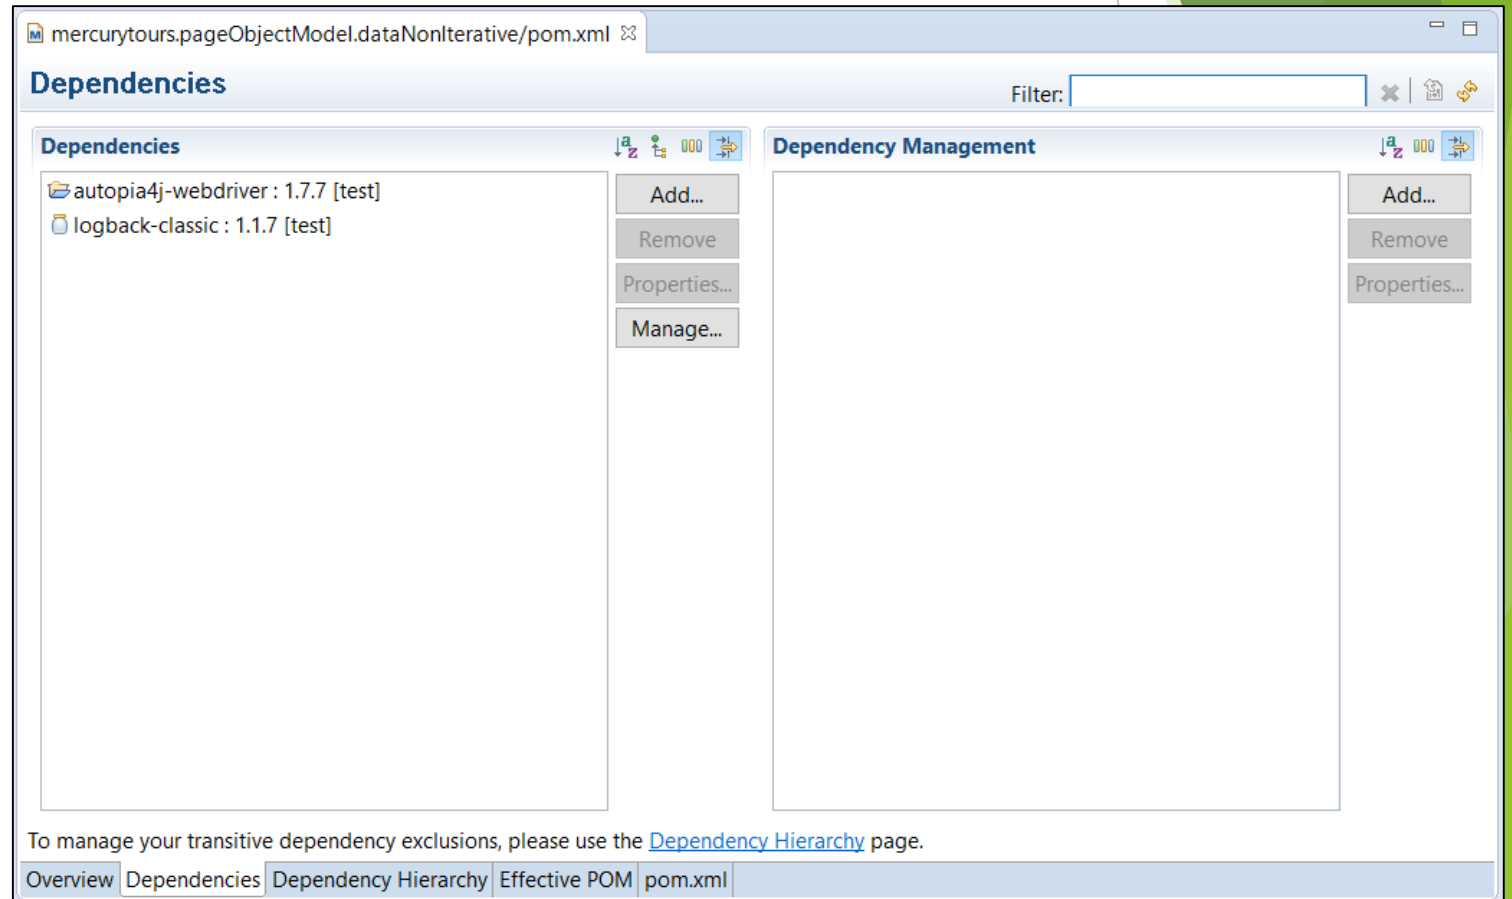 mercurytours.pageObjectModel.dataNonIterative/pom.xml
Dependencies
Filter:
Dependencies
autopia4j-webdriver : 1.7.7 [test]
logback-classic : 1.1.7 [test]
Add...
Remove
Properties...
Manage...
Dependency Management
Add...
Remove
Properties...
To manage your transitive dependency exclusions, please use the Dependency Hierarchy page.
Overview Dependencies Dependency Hierarchy Effective POM pom.xml